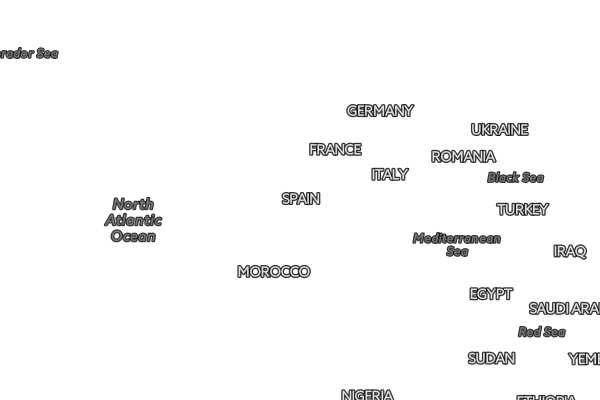 rador Sea
GERMANY
UKRAINE
FRANCE
ROMANIA
ITALY
Black Sea
SPAIN
North
Atlantic
Ocean
TURKEY
Mediterranean
Sea
IRAQ
MOROCCO
EGYPT
SAUDI ARA
Red Sea
SUDAN
YEME
NIGERIA
ETHIOPIA